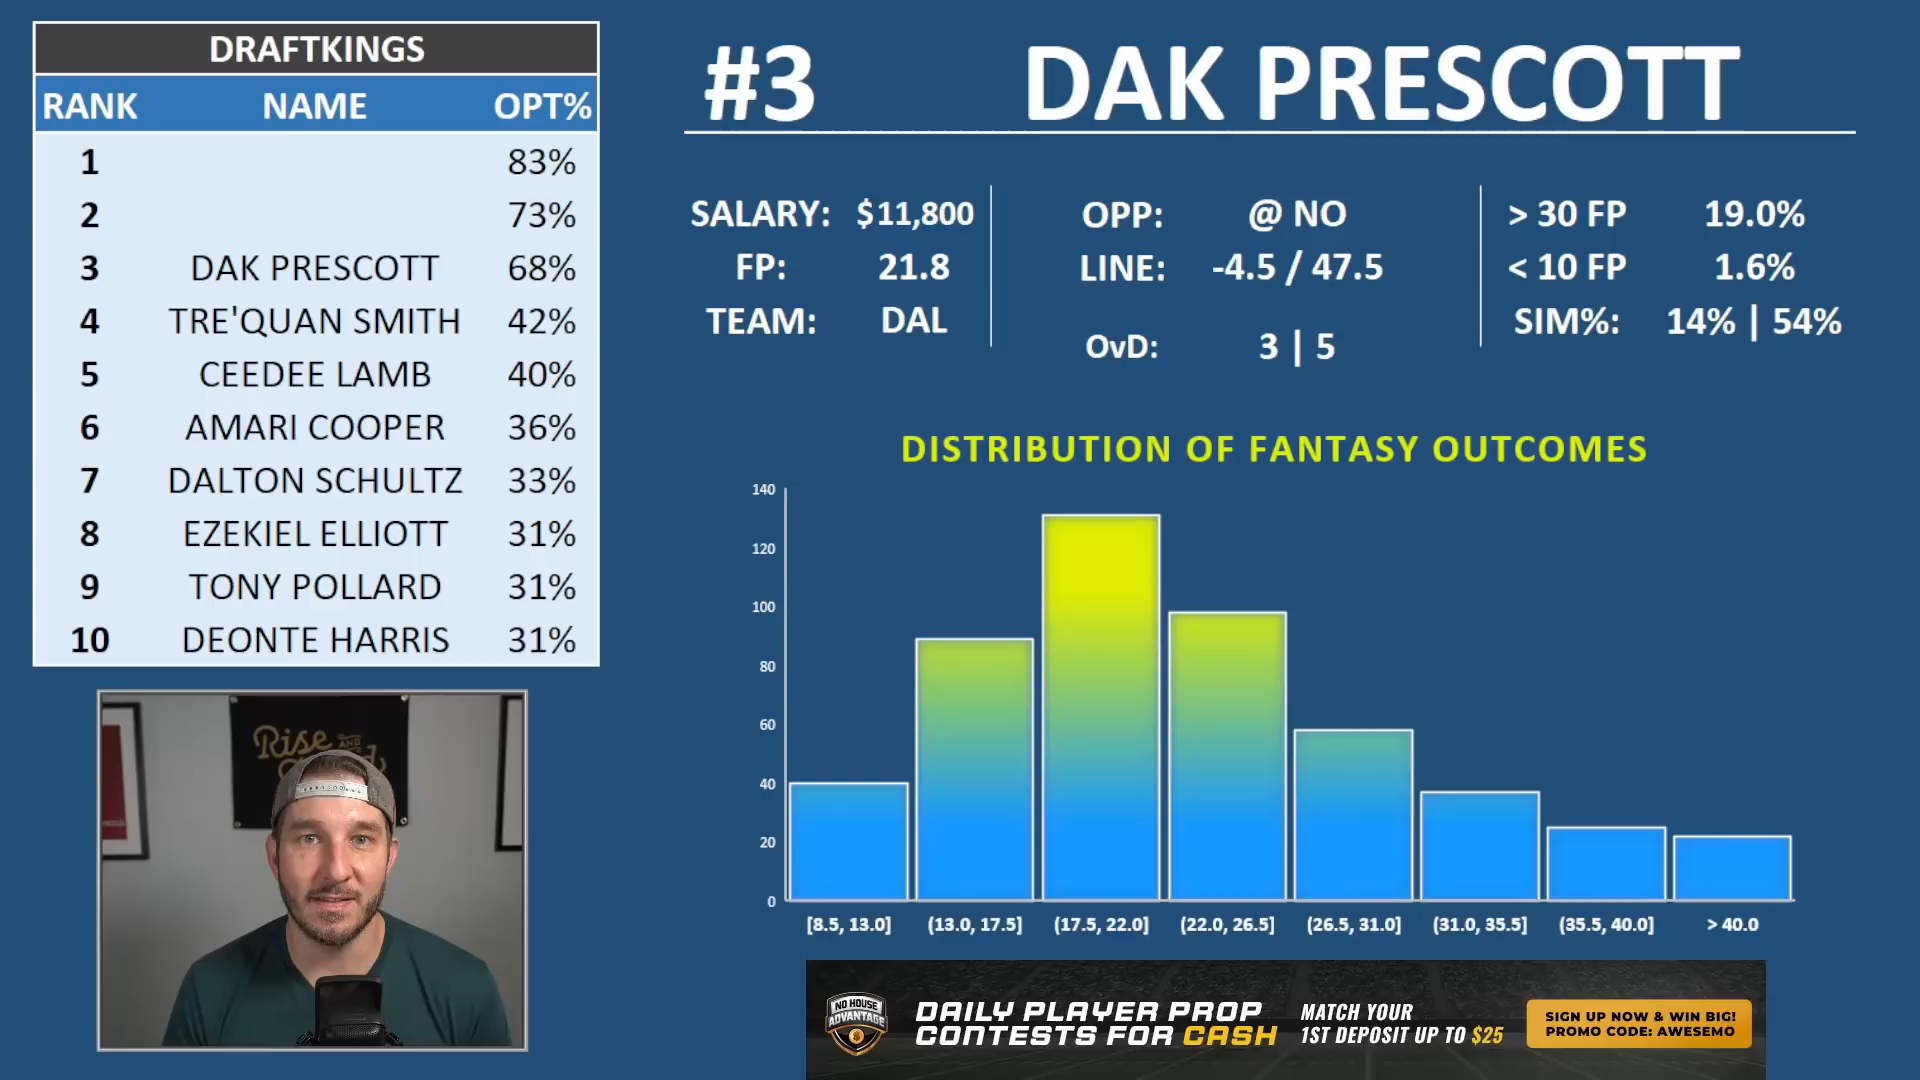 DRAFTKINGS
RANK NAME OPT%
1 83%
2 73%
3 DAK PRESCOTT 68%
4 TRE'QUAN SMITH 42%
5 CEEDEE LAMB 40%
6 AMARI COOPER 36%
7 DALTON SCHULTZ 33%
8 EZEKIEL ELLIOTT 31%
9 TONY POLLARD 31%
10 DEONTE HARRIS 31%
#3 DAK PRESCOTT
SALARY: $11,800
FP: 21.8
TEAM: DAL
OPP: @ NO
LINE: -4.5 / 47.5
OvD: 3 | 5
> 30 FP 19.0%
< 10 FP 1.6%
SIM%: 14% | 54%
DISTRIBUTION OF FANTASY OUTCOMES
140
120
100
80
60
40
20
0
[8.5, 13.0] (13.0, 17.5] (17.5, 22.0] (22.0, 26.5] (26.5, 31.0] (31.0, 35.5] (35.5, 40.0] > 40.0
Rise
AND
NO HOUSE
ADVANTAGE
DAILY PLAYER PROP
CONTESTS FOR CASH
MATCH YOUR
1ST DEPOSIT UP TO $25
SIGN UP NOW & WIN BIG!
PROMO CODE: AWESEMO